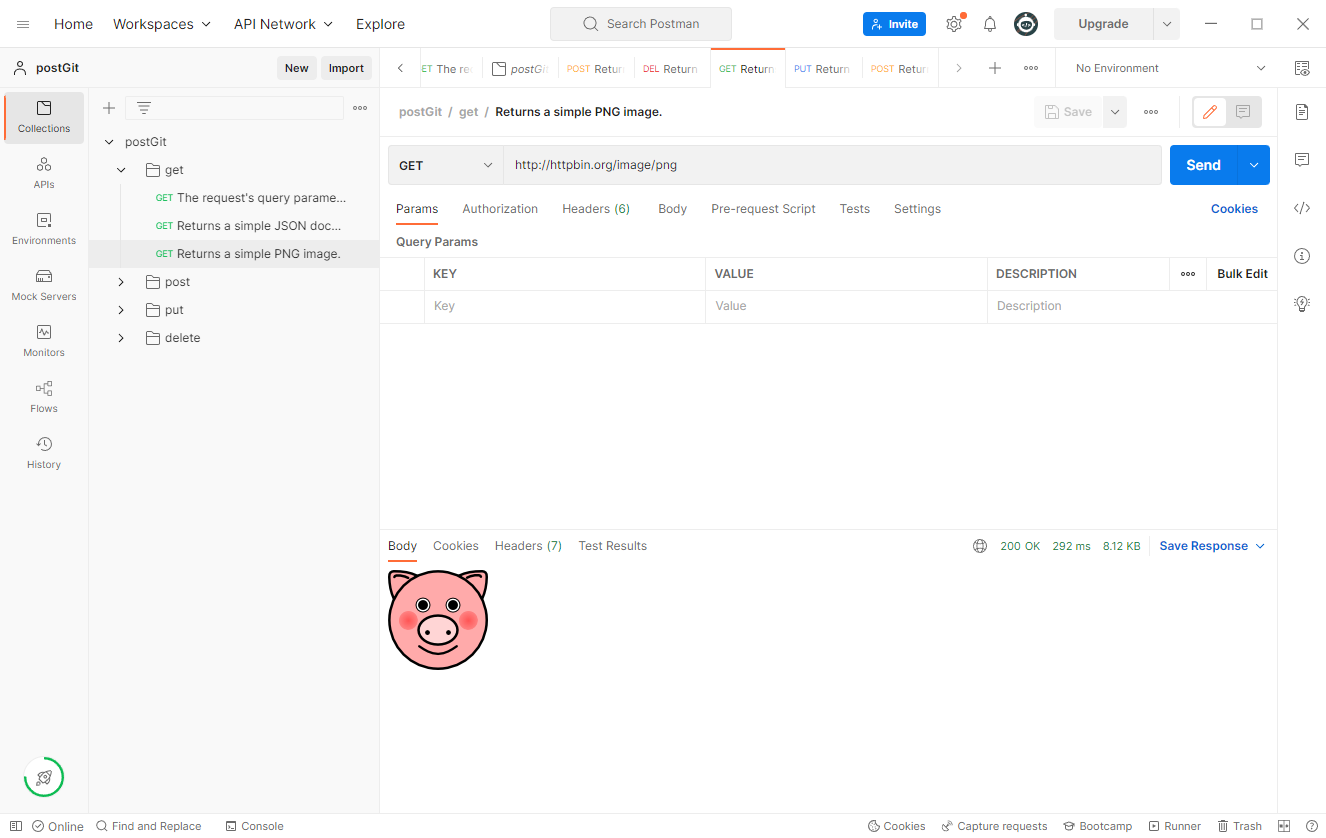 Home Workspaces API Network Explore Search Postman Invite Upgrade
postGit New Import
ET The re postGit POST Return DEL Return GET Return PUT Return POST Return No Environment
Collections
APIs
Environments
Mock Servers
Monitors
Flows
History
postGit
get
GET The request's query parame...
GET Returns a simple JSON doc...
GET Returns a simple PNG image.
post
put
delete
postGit / get / Returns a simple PNG image. Save
GET http://httpbin.org/image/png Send
Params Authorization Headers (6) Body Pre-request Script Tests Settings Cookies
Query Params
KEY VALUE DESCRIPTION Bulk Edit
Key Value Description
Body Cookies Headers (7) Test Results 200 OK 292 ms 8.12 KB Save Response
Online Find and Replace Console Cookies Capture requests Bootcamp Runner Trash